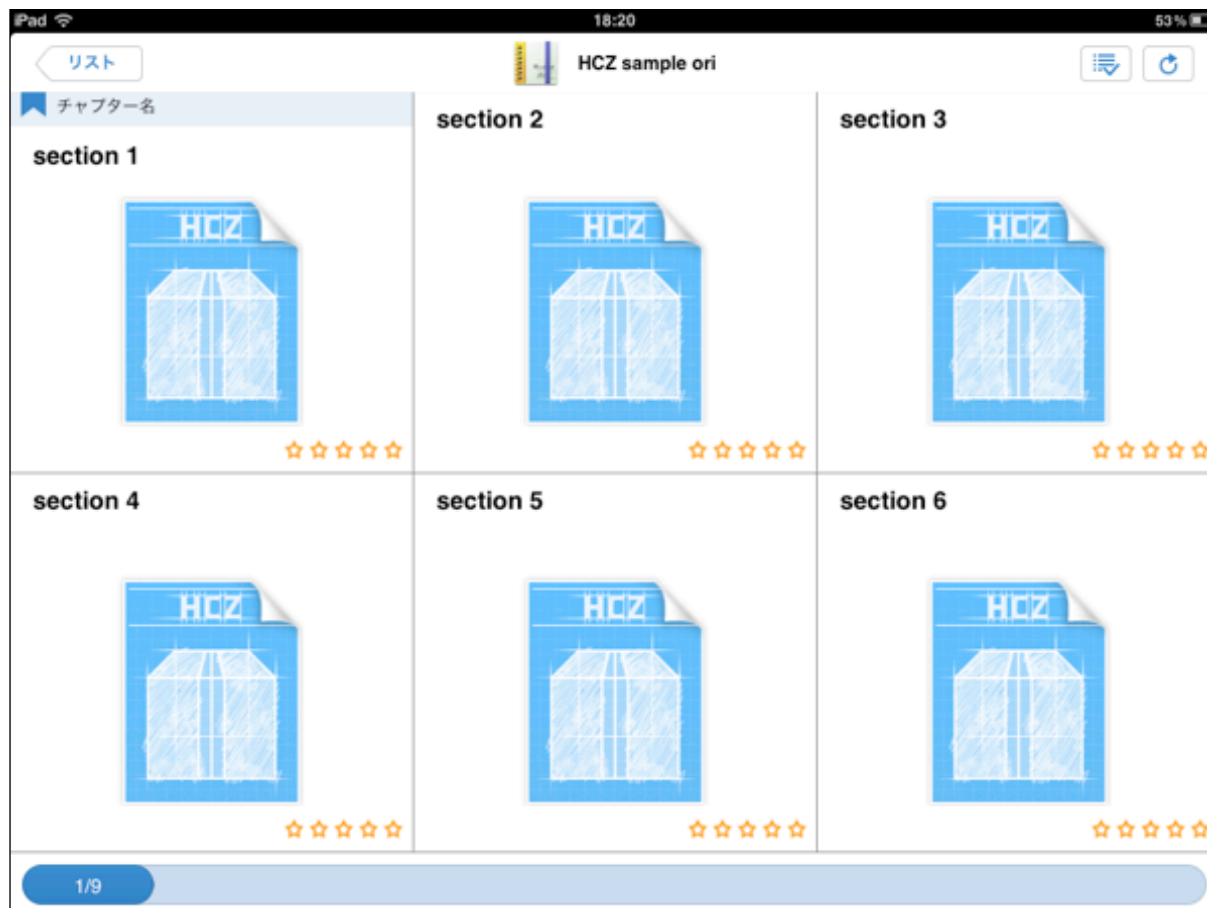 iPad 18:20 53%
リスト HCZ sample ori
チャプター名
section 1 section 2 section 3
HCZ HCZ HCZ
section 4 section 5 section 6
HCZ HCZ HCZ
1/9